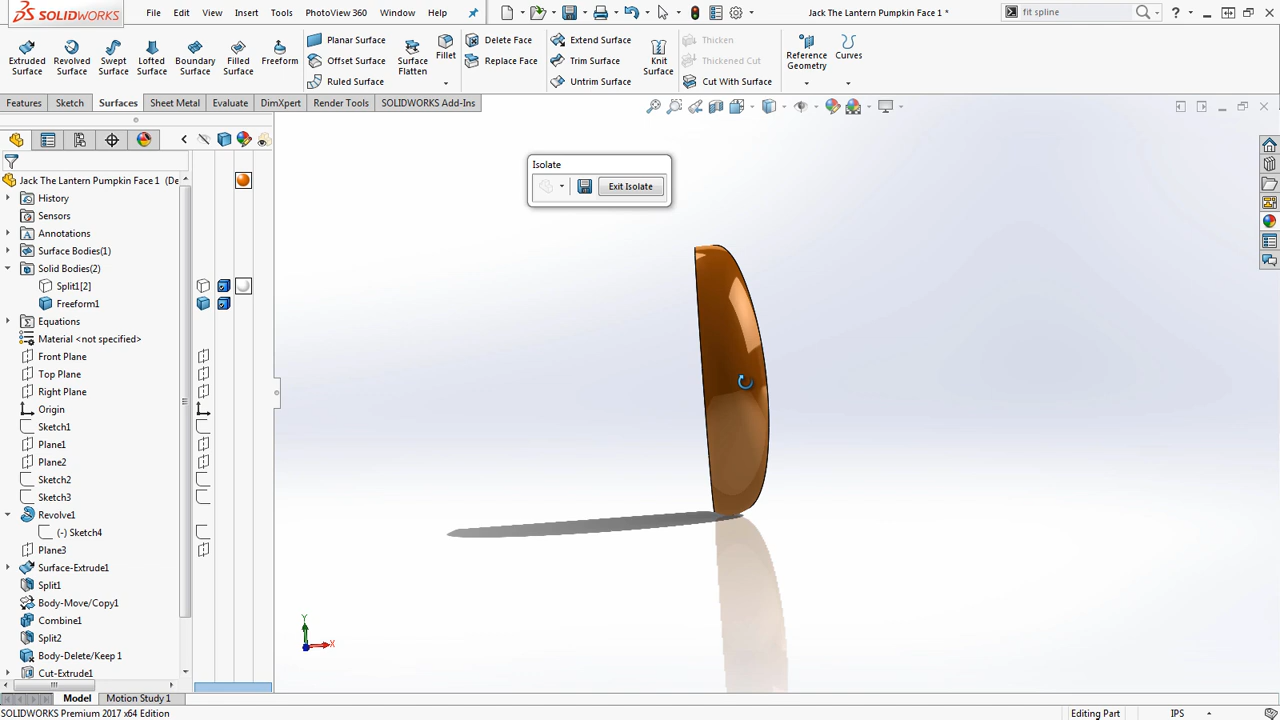 SOLIDWORKS File Edit View Insert Tools PhotoView 360 Window Help Jack The Lantern Pumpkin Face 1 * fit spline
Extruded Surface
Revolved Surface
Swept Surface
Lofted Surface
Boundary Surface
Filled Surface
Freeform
Planar Surface
Offset Surface
Ruled Surface
Surface Flatten
Fillet
Delete Face
Replace Face
Extend Surface
Trim Surface
Untrim Surface
Knit Surface
Thicken
Thickened Cut
Cut With Surface
Reference Geometry
Curves
Features Sketch Surfaces Sheet Metal Evaluate DimXpert Render Tools SOLIDWORKS Add-Ins
Isolate
Exit Isolate
Jack The Lantern Pumpkin Face 1 (De
History
Sensors
Annotations
Surface Bodies(1)
Solid Bodies(2)
Split1[2]
Freeform1
Equations
Material <not specified>
Front Plane
Top Plane
Right Plane
Origin
Sketch1
Plane1
Plane2
Sketch2
Sketch3
Revolve1
(-) Sketch4
Plane3
Surface-Extrude1
Split1
Body-Move/Copy1
Combine1
Split2
Body-Delete/Keep 1
Cut-Extrude1
Y
X
Model Motion Study 1
SOLIDWORKS Premium 2017 x64 Edition Editing Part IPS